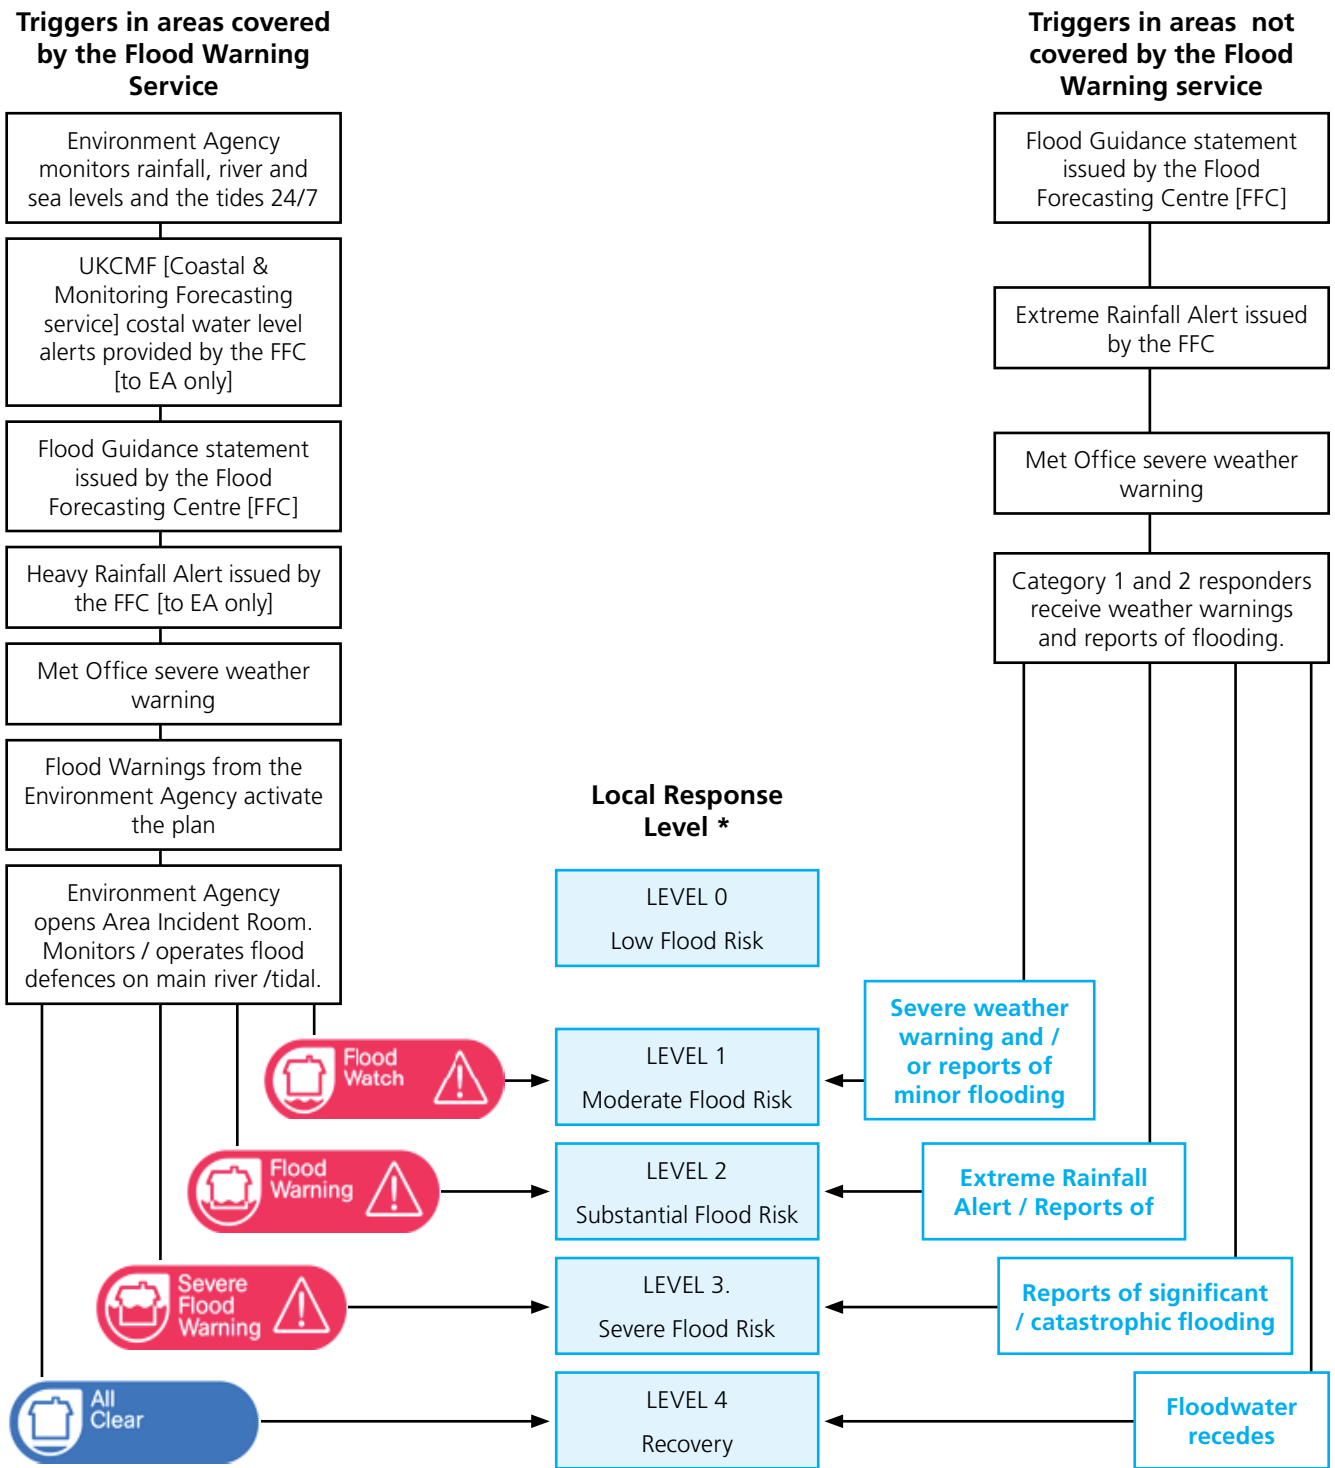 Triggers in areas covered
by the Flood Warning
Service
Environment Agency
monitors rainfall, river and
sea levels and the tides 24/7
UKCMF [Coastal &
Monitoring Forecasting
service] costal water level
alerts provided by the FFC
[to EA only]
Flood Guidance statement
issued by the Flood
Forecasting Centre [FFC]
Heavy Rainfall Alert issued by
the FFC [to EA only]
Met Office severe weather
warning
Flood Warnings from the
Environment Agency activate
the plan
Environment Agency
opens Area Incident Room.
Monitors / operates flood
defences on main river /tidal.
Flood
Watch
Flood
Warning
Severe
Flood
Warning
All
Clear
Local Response
Level *
LEVEL 0
Low Flood Risk
LEVEL 1
Moderate Flood Risk
LEVEL 2
Substantial Flood Risk
LEVEL 3.
Severe Flood Risk
LEVEL 4
Recovery
Triggers in areas not
covered by the Flood
Warning service
Flood Guidance statement
issued by the Flood
Forecasting Centre [FFC]
Extreme Rainfall Alert issued
by the FFC
Met Office severe weather
warning
Category 1 and 2 responders
receive weather warnings
and reports of flooding.
Severe weather
warning and /
or reports of
minor flooding
Extreme Rainfall
Alert / Reports of
Reports of significant
/ catastrophic flooding
Floodwater
recedes